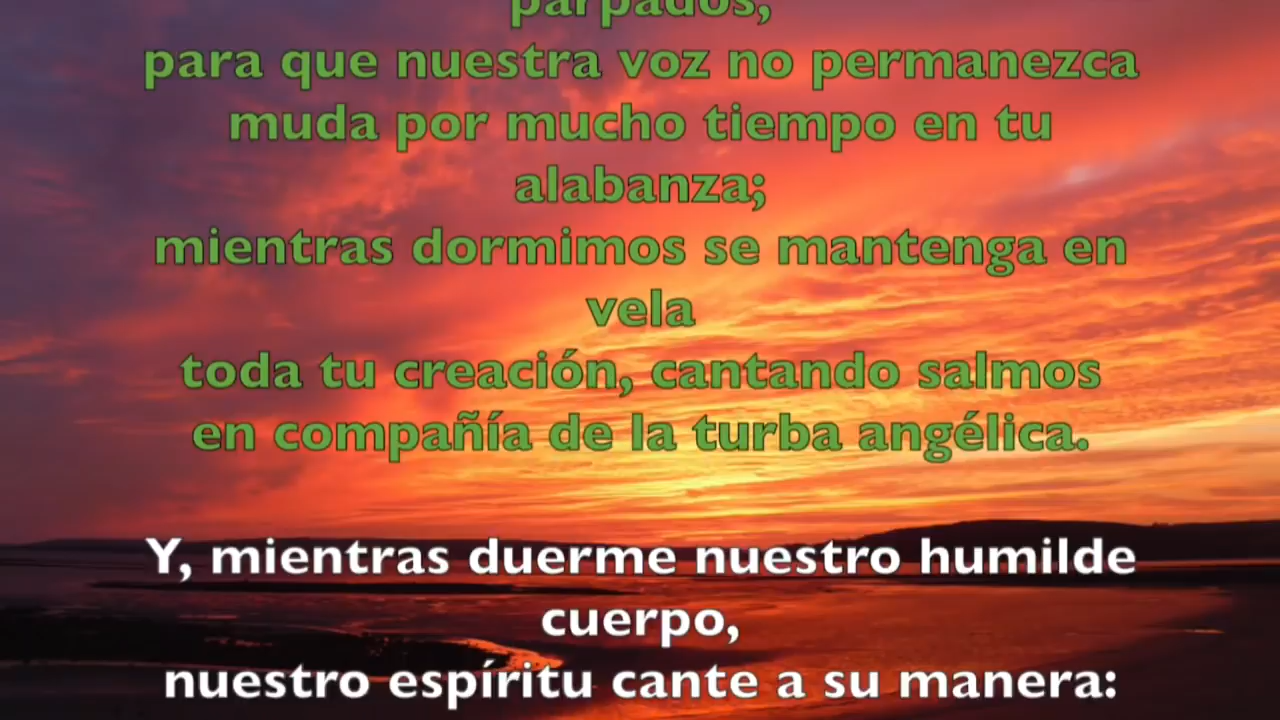 párpados,
para que nuestra voz no permanezca
muda por mucho tiempo en tu
alabanza;
mientras dormimos se mantenga en
vela
toda tu creación, cantando salmos
en compañía de la turba angélica.
Y, mientras duerme nuestro humilde
cuerpo,
nuestro espíritu cante a su manera: